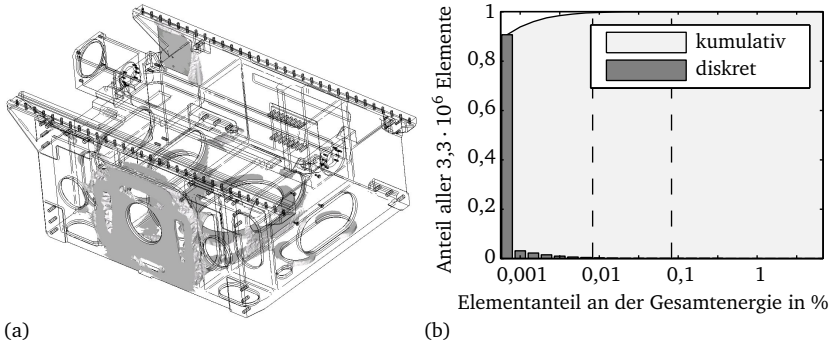 1
0,8
0,6
0,4
0,2
0
Anteil aller 3,3 · 10⁶ Elemente
kumulativ
diskret
0,001 0,01 0,1 1
Elementanteil an der Gesamtenergie in %
(a) (b)